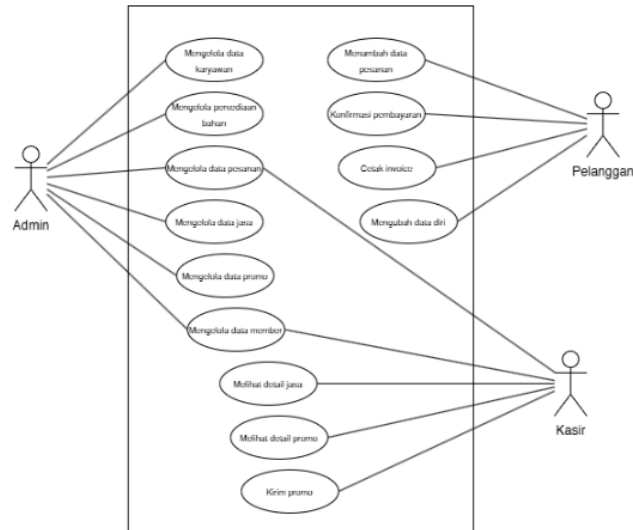 Mengelola data
karyawan
Mengelola persediaan
bahan
Mengelola data pesanan
Mengelola data jasa
Mengelola data promo
Mengelola data member
Melihat detail jasa
Melihat detail promo
Kirim promo
Menambah data
pesanan
Konfirmasi pembayaran
Cetak invoice
Mengubah data diri
Admin
Pelanggan
Kasir